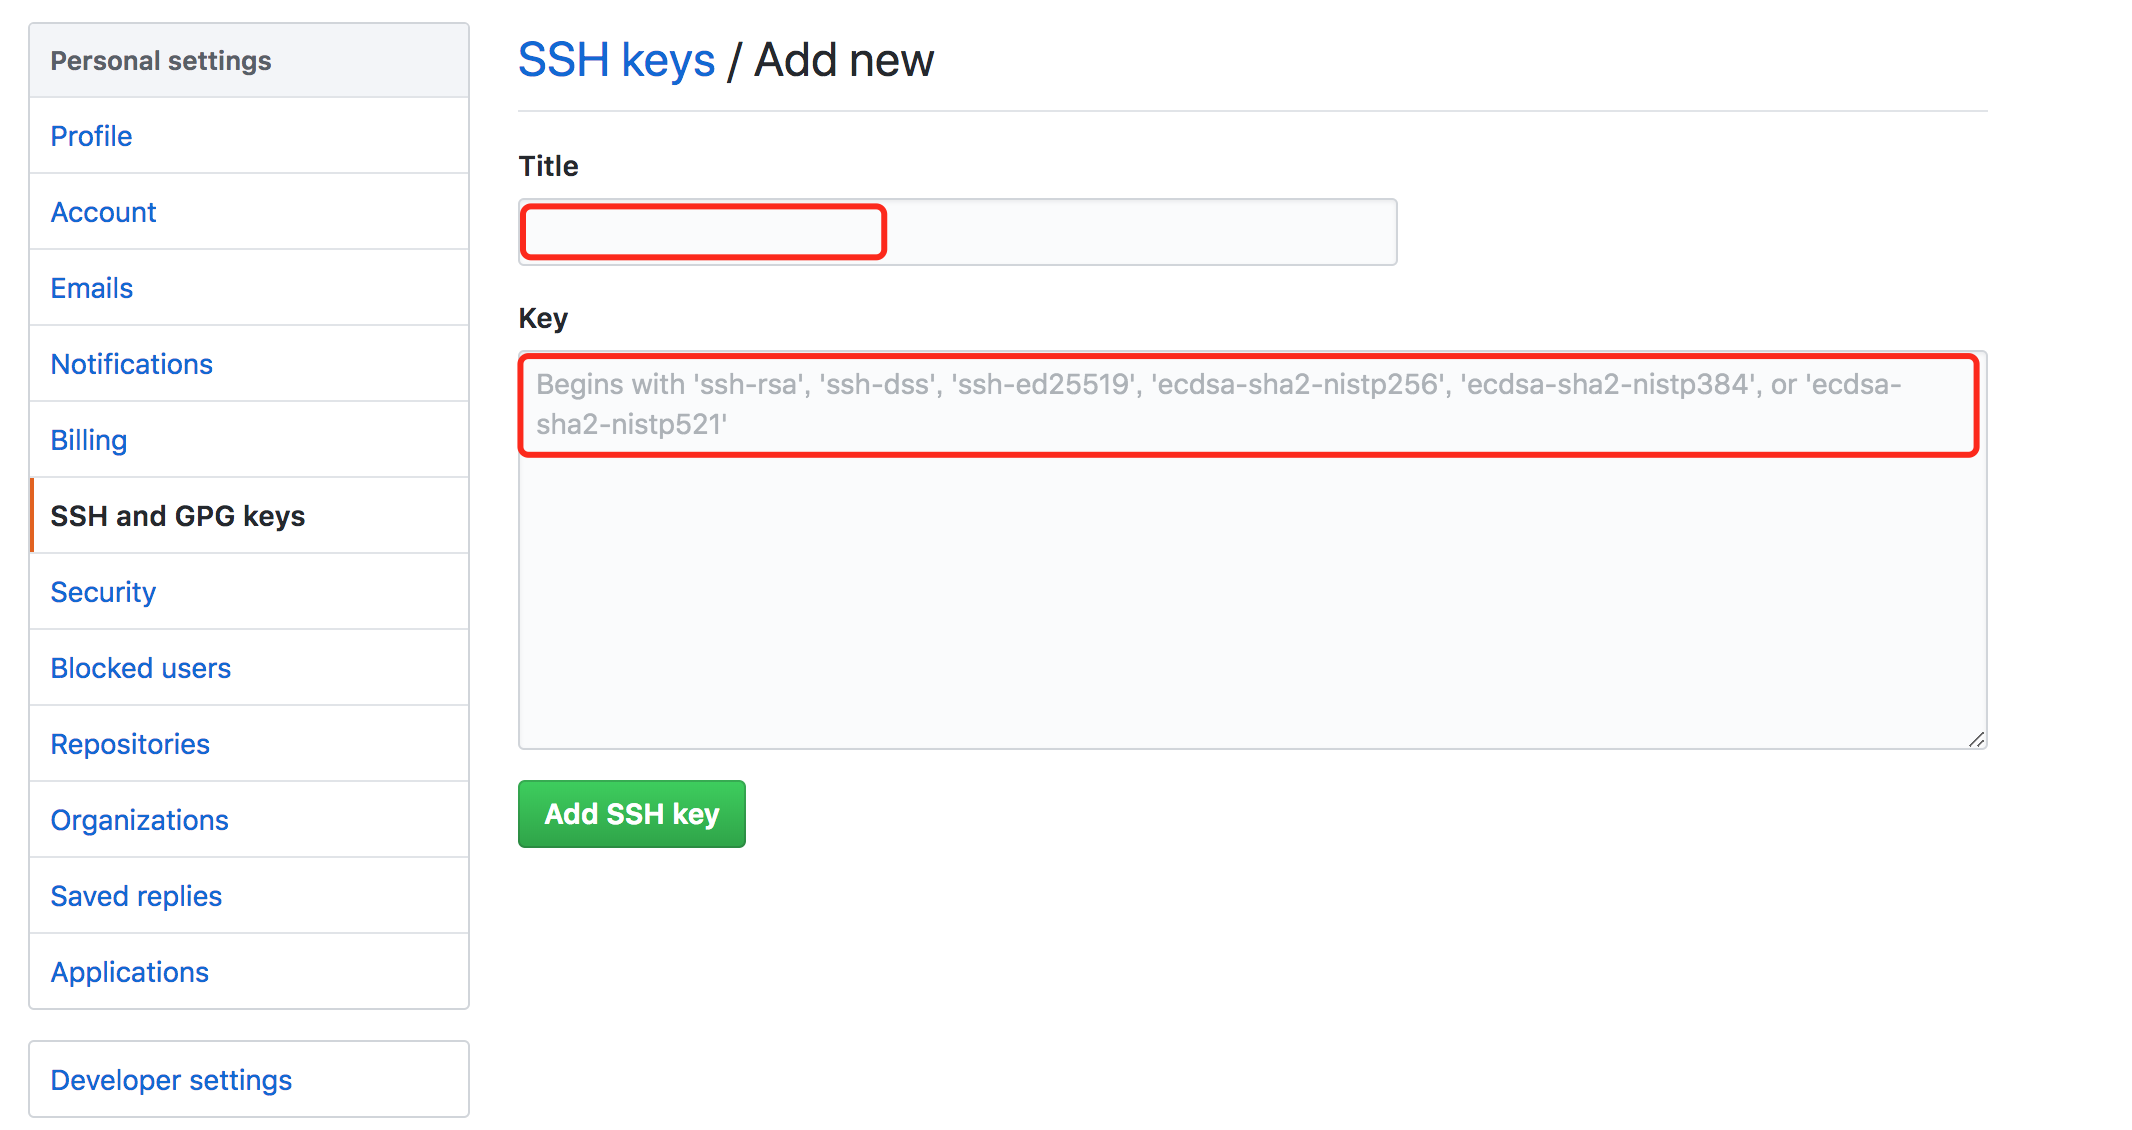 Personal settings
Profile
Account
Emails
Notifications
Billing
SSH and GPG keys
Security
Blocked users
Repositories
Organizations
Saved replies
Applications
Developer settings
SSH keys / Add new
Title
Key
Begins with 'ssh-rsa', 'ssh-dss', 'ssh-ed25519', 'ecdsa-sha2-nistp256', 'ecdsa-sha2-nistp384', or 'ecdsa-
sha2-nistp521'
Add SSH key